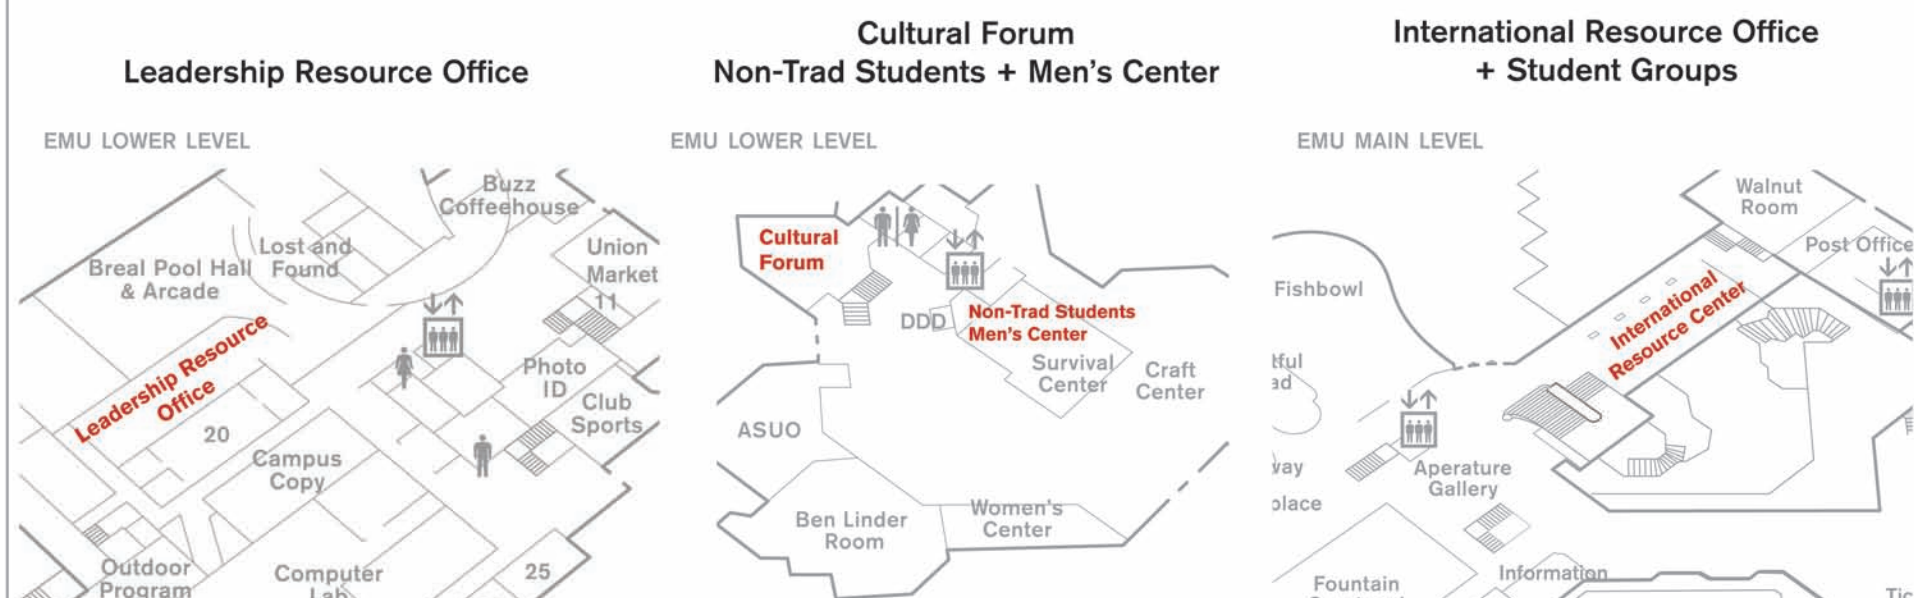 Leadership Resource Office
EMU LOWER LEVEL
Buzz
Coffeehouse
Lost and
Found
Union
Market
11
Breal Pool Hall
& Arcade
Leadership Resource
Office
Photo
ID
Club
Sports
20
Campus
Copy
Outdoor
Program
Computer
Lab
25
Cultural Forum
Non-Trad Students + Men's Center
EMU LOWER LEVEL
Cultural
Forum
DDD
Non-Trad Students
Men's Center
Survival
Center
Craft
Center
ASUO
Ben Linder
Room
Women's
Center
International Resource Office
+ Student Groups
EMU MAIN LEVEL
Walnut
Room
Post Office
Fishbowl
International
Resource Center
Aperature
Gallery
Fountain
Information